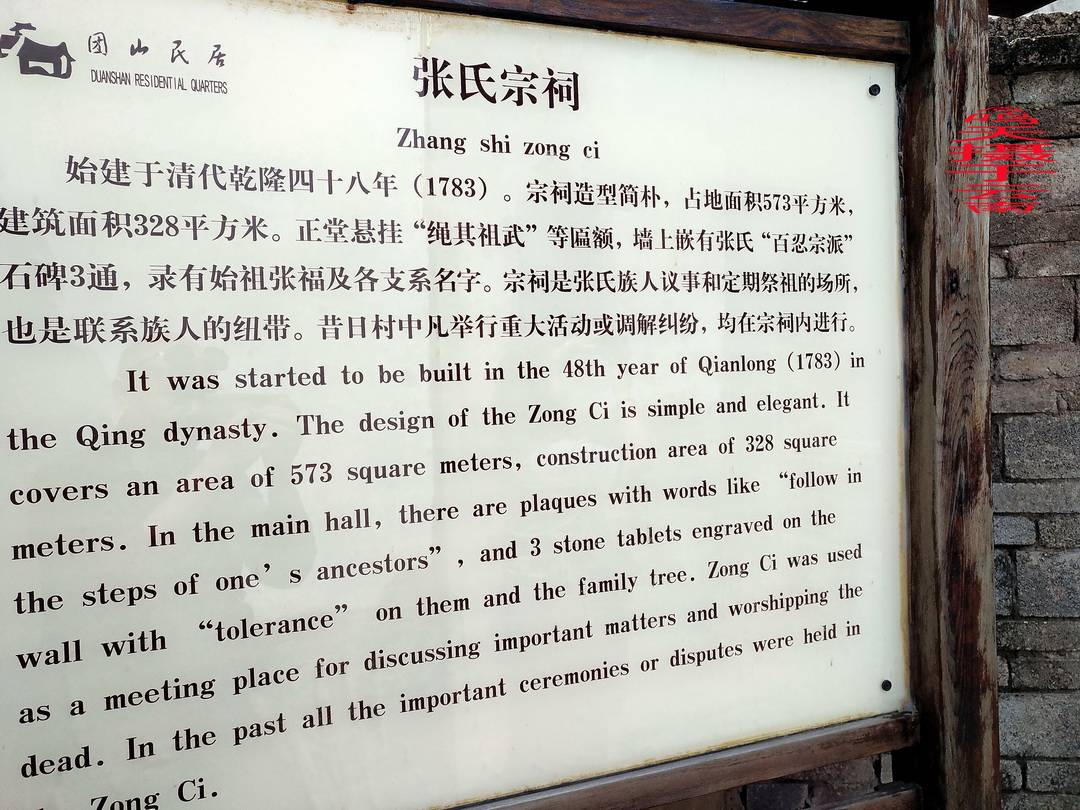 团山民居
DUANSHAN RESIDENTIAL QUARTERS
张氏宗祠
Zhang shi zong ci
始建于清代乾隆四十八年（1783）。宗祠造型简朴，占地面积573平方米，
建筑面积328平方米。正堂悬挂“绳其祖武”等匾额，墙上嵌有张氏“百忍宗派”
石碑3通，录有始祖张福及各支系名字。宗祠是张氏族人议事和定期祭祖的场所，
也是联系族人的纽带。昔日村中凡举行重大活动或调解纠纷，均在宗祠内进行。
It was started to be built in the 48th year of Qianlong (1783) in
the Qing dynasty. The design of the Zong Ci is simple and elegant. It
covers an area of 573 square meters, construction area of 328 square
meters. In the main hall, there are plaques with words like “follow in
the steps of one’s ancestors”, and 3 stone tablets engraved on the
wall with “tolerance” on them and the family tree. Zong Ci was used
as a meeting place for discussing important matters and worshipping the
dead. In the past all the important ceremonies or disputes were held in
Zong Ci.